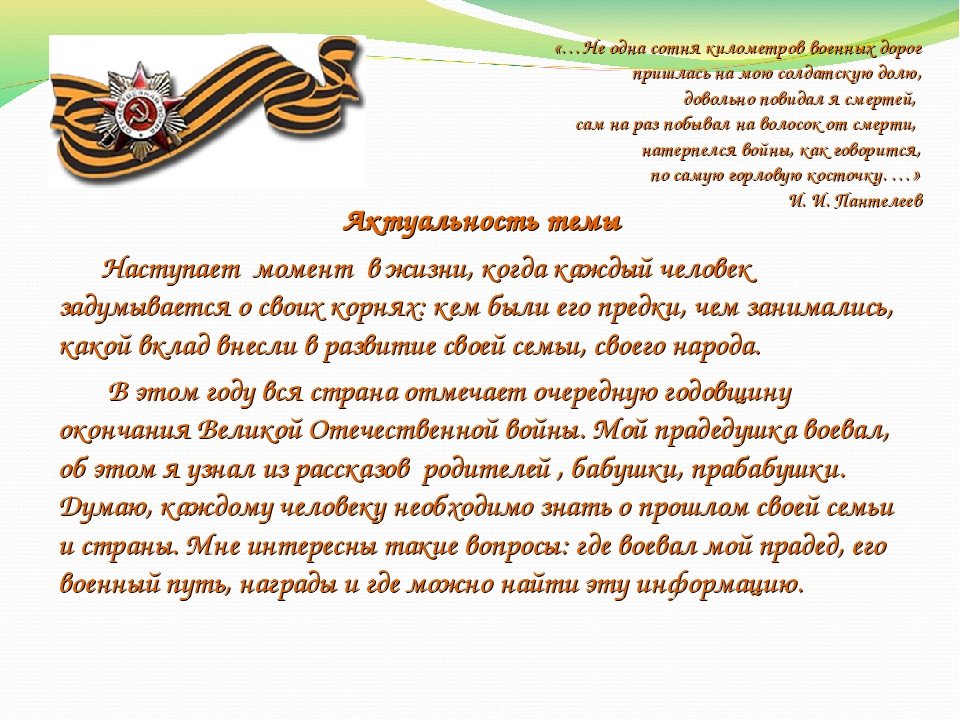 «…Не одна сотня километров военных дорог
пришлась на мою солдатскую долю,
довольно повидал я смертей,
сам на раз побывал на волосок от смерти,
натерпелся войны, как говорится,
по самую горловую косточку. …»
И. И. Пантелеев
Актуальность темы
Наступает момент в жизни, когда каждый человек
задумывается о своих корнях: кем были его предки, чем занимались,
какой вклад внесли в развитие своей семьи, своего народа.
В этом году вся страна отмечает очередную годовщину
окончания Великой Отечественной войны. Мой прадедушка воевал,
об этом я узнал из рассказов родителей , бабушки, прабабушки.
Думаю, каждому человеку необходимо знать о прошлом своей семьи
и страны. Мне интересны такие вопросы: где воевал мой прадед, его
военный путь, награды и где можно найти эту информацию.